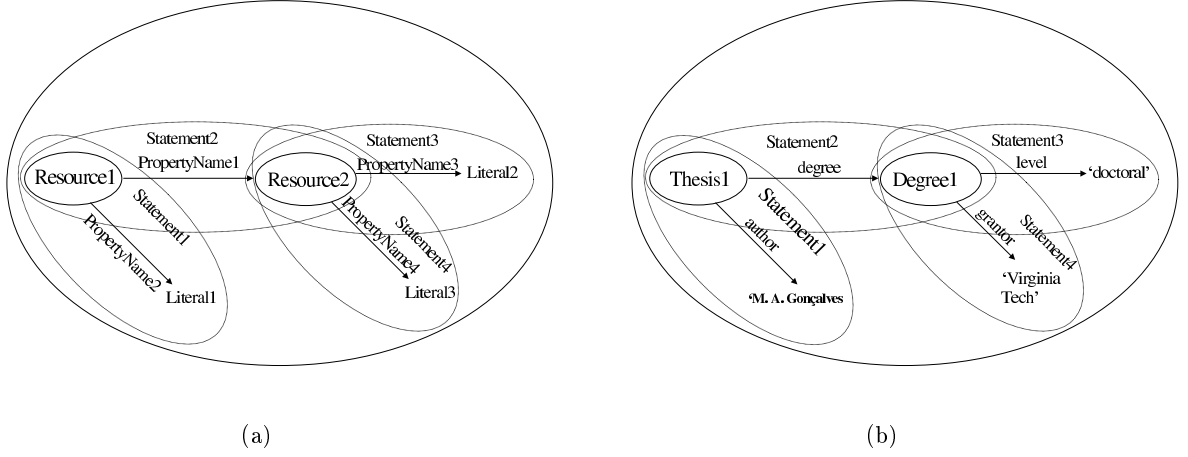 Statement2
PropertyName1
Statement3
PropertyName3
Resource1
Resource2
Literal2
Statement1
PropertyName2
Literal1
PropertyName4
Statement4
Literal3
(a)
Statement2
degree
Statement3
level
Thesis1
Degree1
‘doctoral’
Statement1
author
‘M. A. Gonçalves
grantor
Statement4
‘Virginia
Tech’
(b)